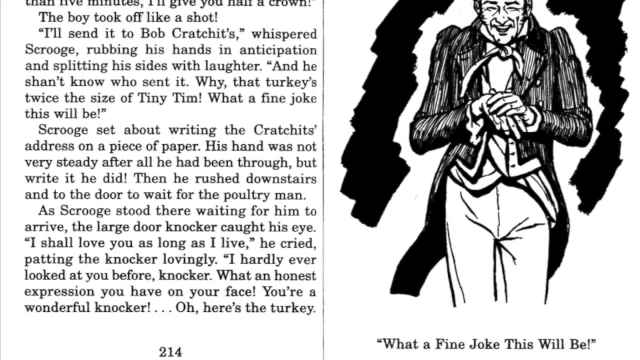 than five minutes, I'll give you half a crown!"
The boy took off like a shot!
"I'll send it to Bob Cratchit's," whispered
Scrooge, rubbing his hands in anticipation
and splitting his sides with laughter. "And he
shan't know who sent it. Why, that turkey's
twice the size of Tiny Tim! What a fine joke
this will be!"
Scrooge set about writing the Cratchits'
address on a piece of paper. His hand was not
very steady after all he had been through, but
write it he did! Then he rushed downstairs
and to the door to wait for the poultry man.
As Scrooge stood there waiting for him to
arrive, the large door knocker caught his eye.
"I shall love you as long as I live," he cried,
patting the knocker lovingly. "I hardly ever
looked at you before, knocker. What an honest
expression you have on your face! You're a
wonderful knocker! . . . Oh, here's the turkey.
214
"What a Fine Joke This Will Be!"